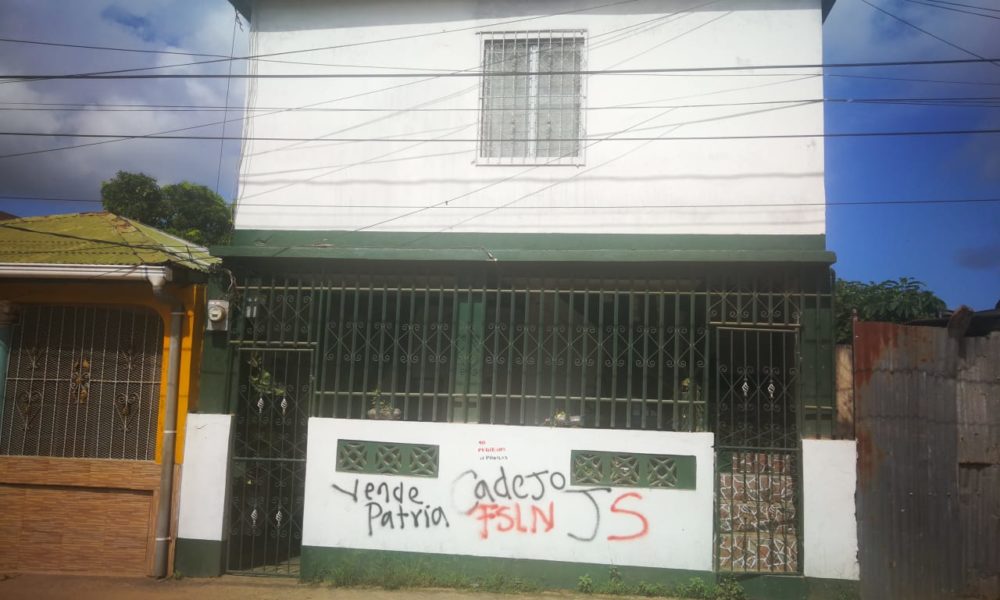 Vende
Patria
Cadejo
FSLN
JS